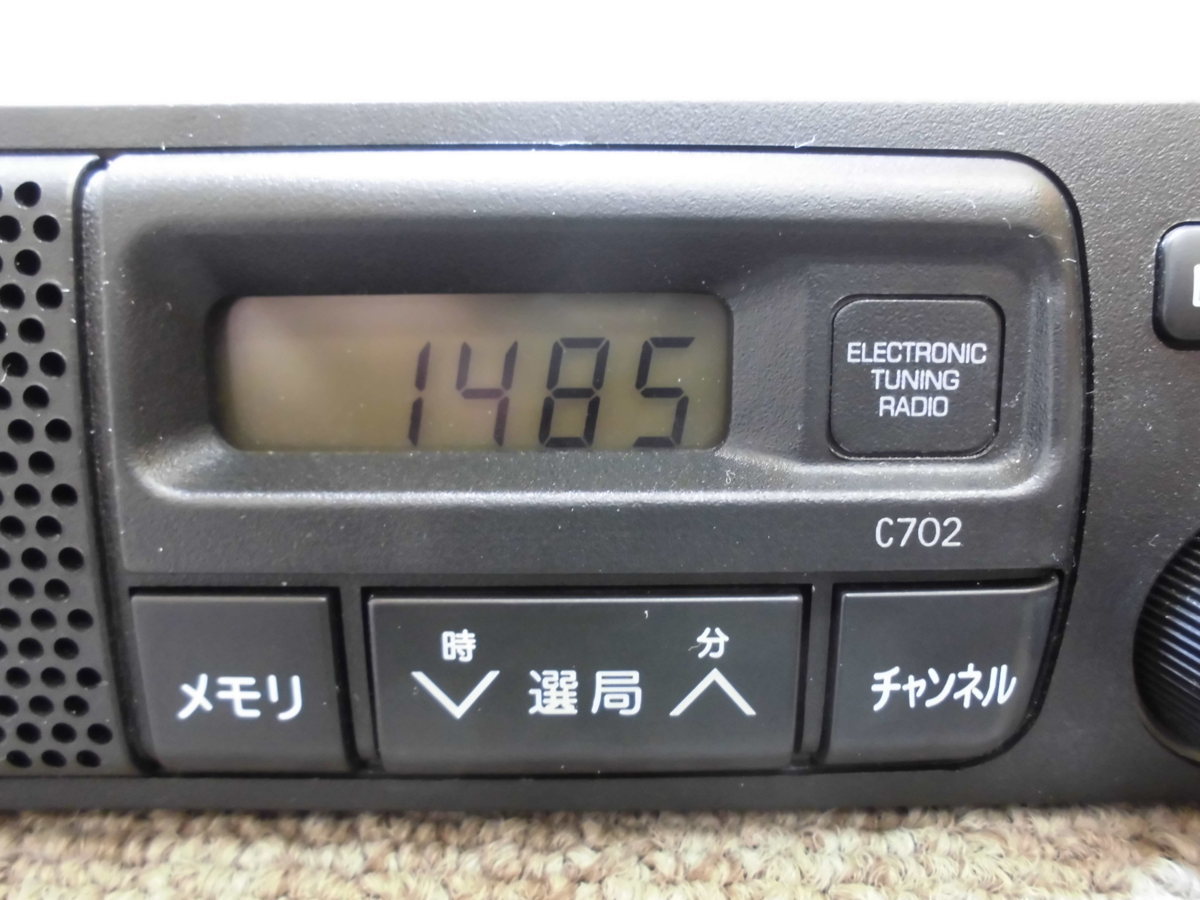 1485
ELECTRONIC
TUNING
RADIO
C702
メモリ
時 分
選局
チャンネル